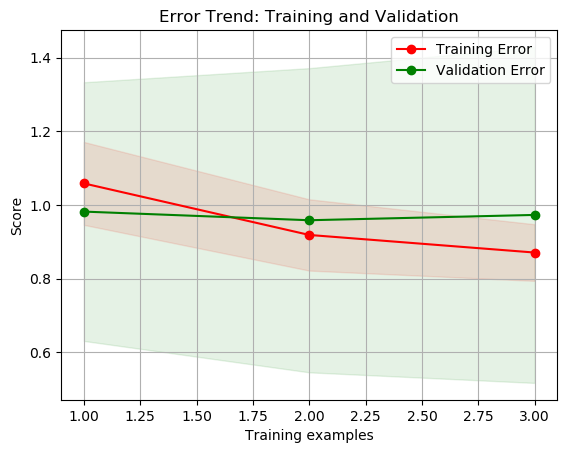 Error Trend: Training and Validation
Training Error
Validation Error
1.4
1.2
1.0
0.8
0.6
Score
1.00 1.25 1.50 1.75 2.00 2.25 2.50 2.75 3.00
Training examples